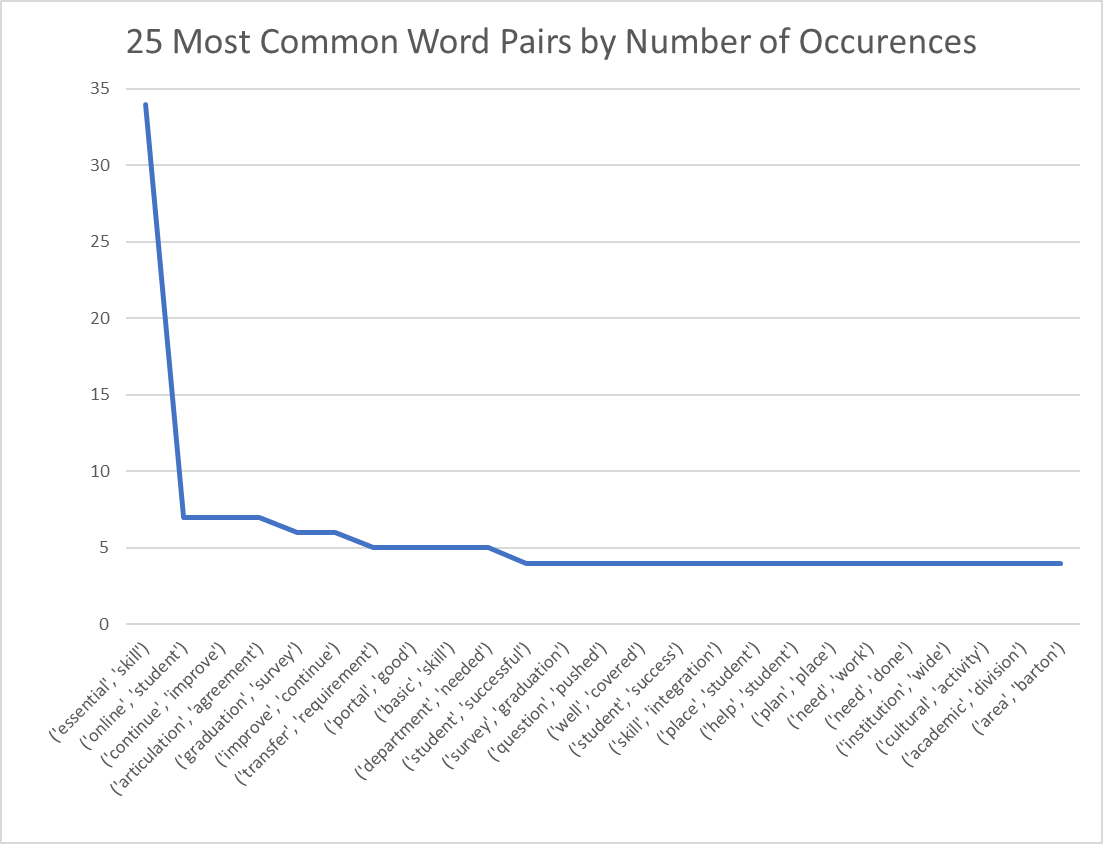 25 Most Common Word Pairs by Number of Occurences
35
30
25
20
15
10
5
0
('essential', 'skill')
('online', 'student')
('continue', 'improve')
('articulation', 'agreement')
('graduation', 'survey')
('improve', 'continue')
('transfer', 'requirement')
('portal', 'good')
('basic', 'skill')
('department', 'needed')
('student', 'successful')
('survey', 'graduation')
('question', 'pushed')
('well', 'covered')
('student', 'success')
('skill', 'integration')
('place', 'student')
('help', 'student')
('plan', 'place')
('need', 'work')
('need', 'done')
('institution', 'wide')
('cultural', 'activity')
('academic', 'division')
('area', 'barton')